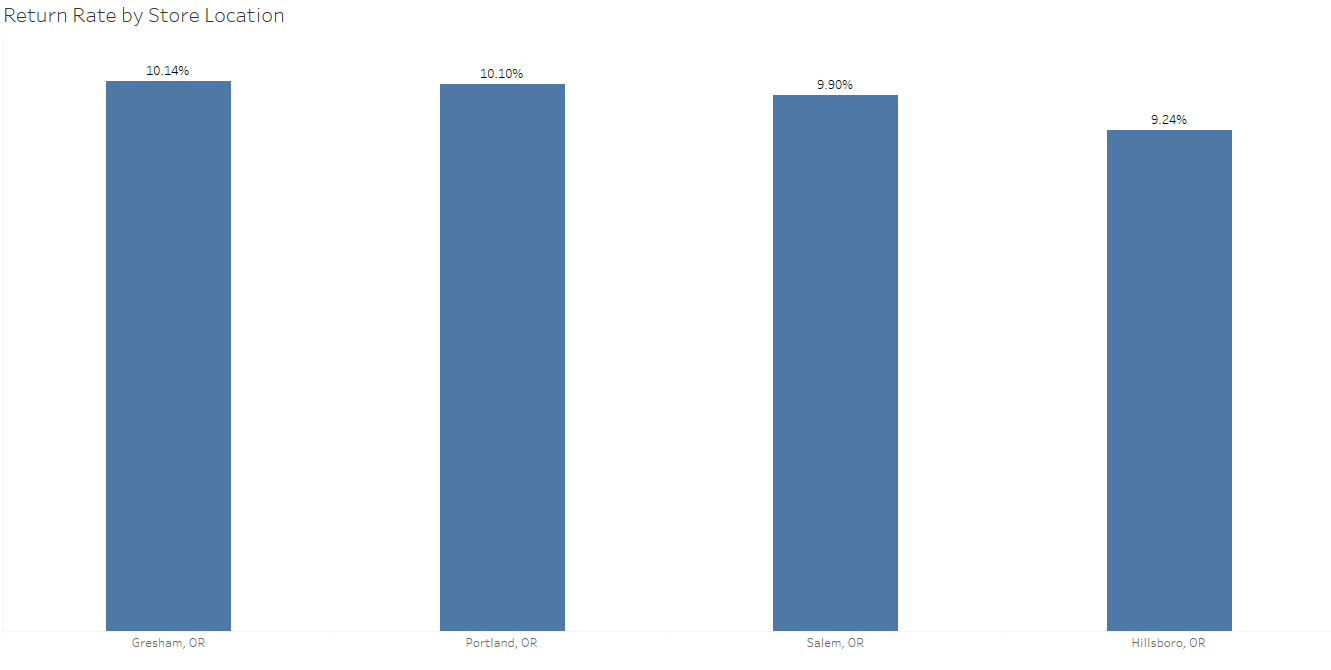 Return Rate by Store Location
10.14%
10.10%
9.90%
9.24%
Gresham, OR
Portland, OR
Salem, OR
Hillsboro, OR